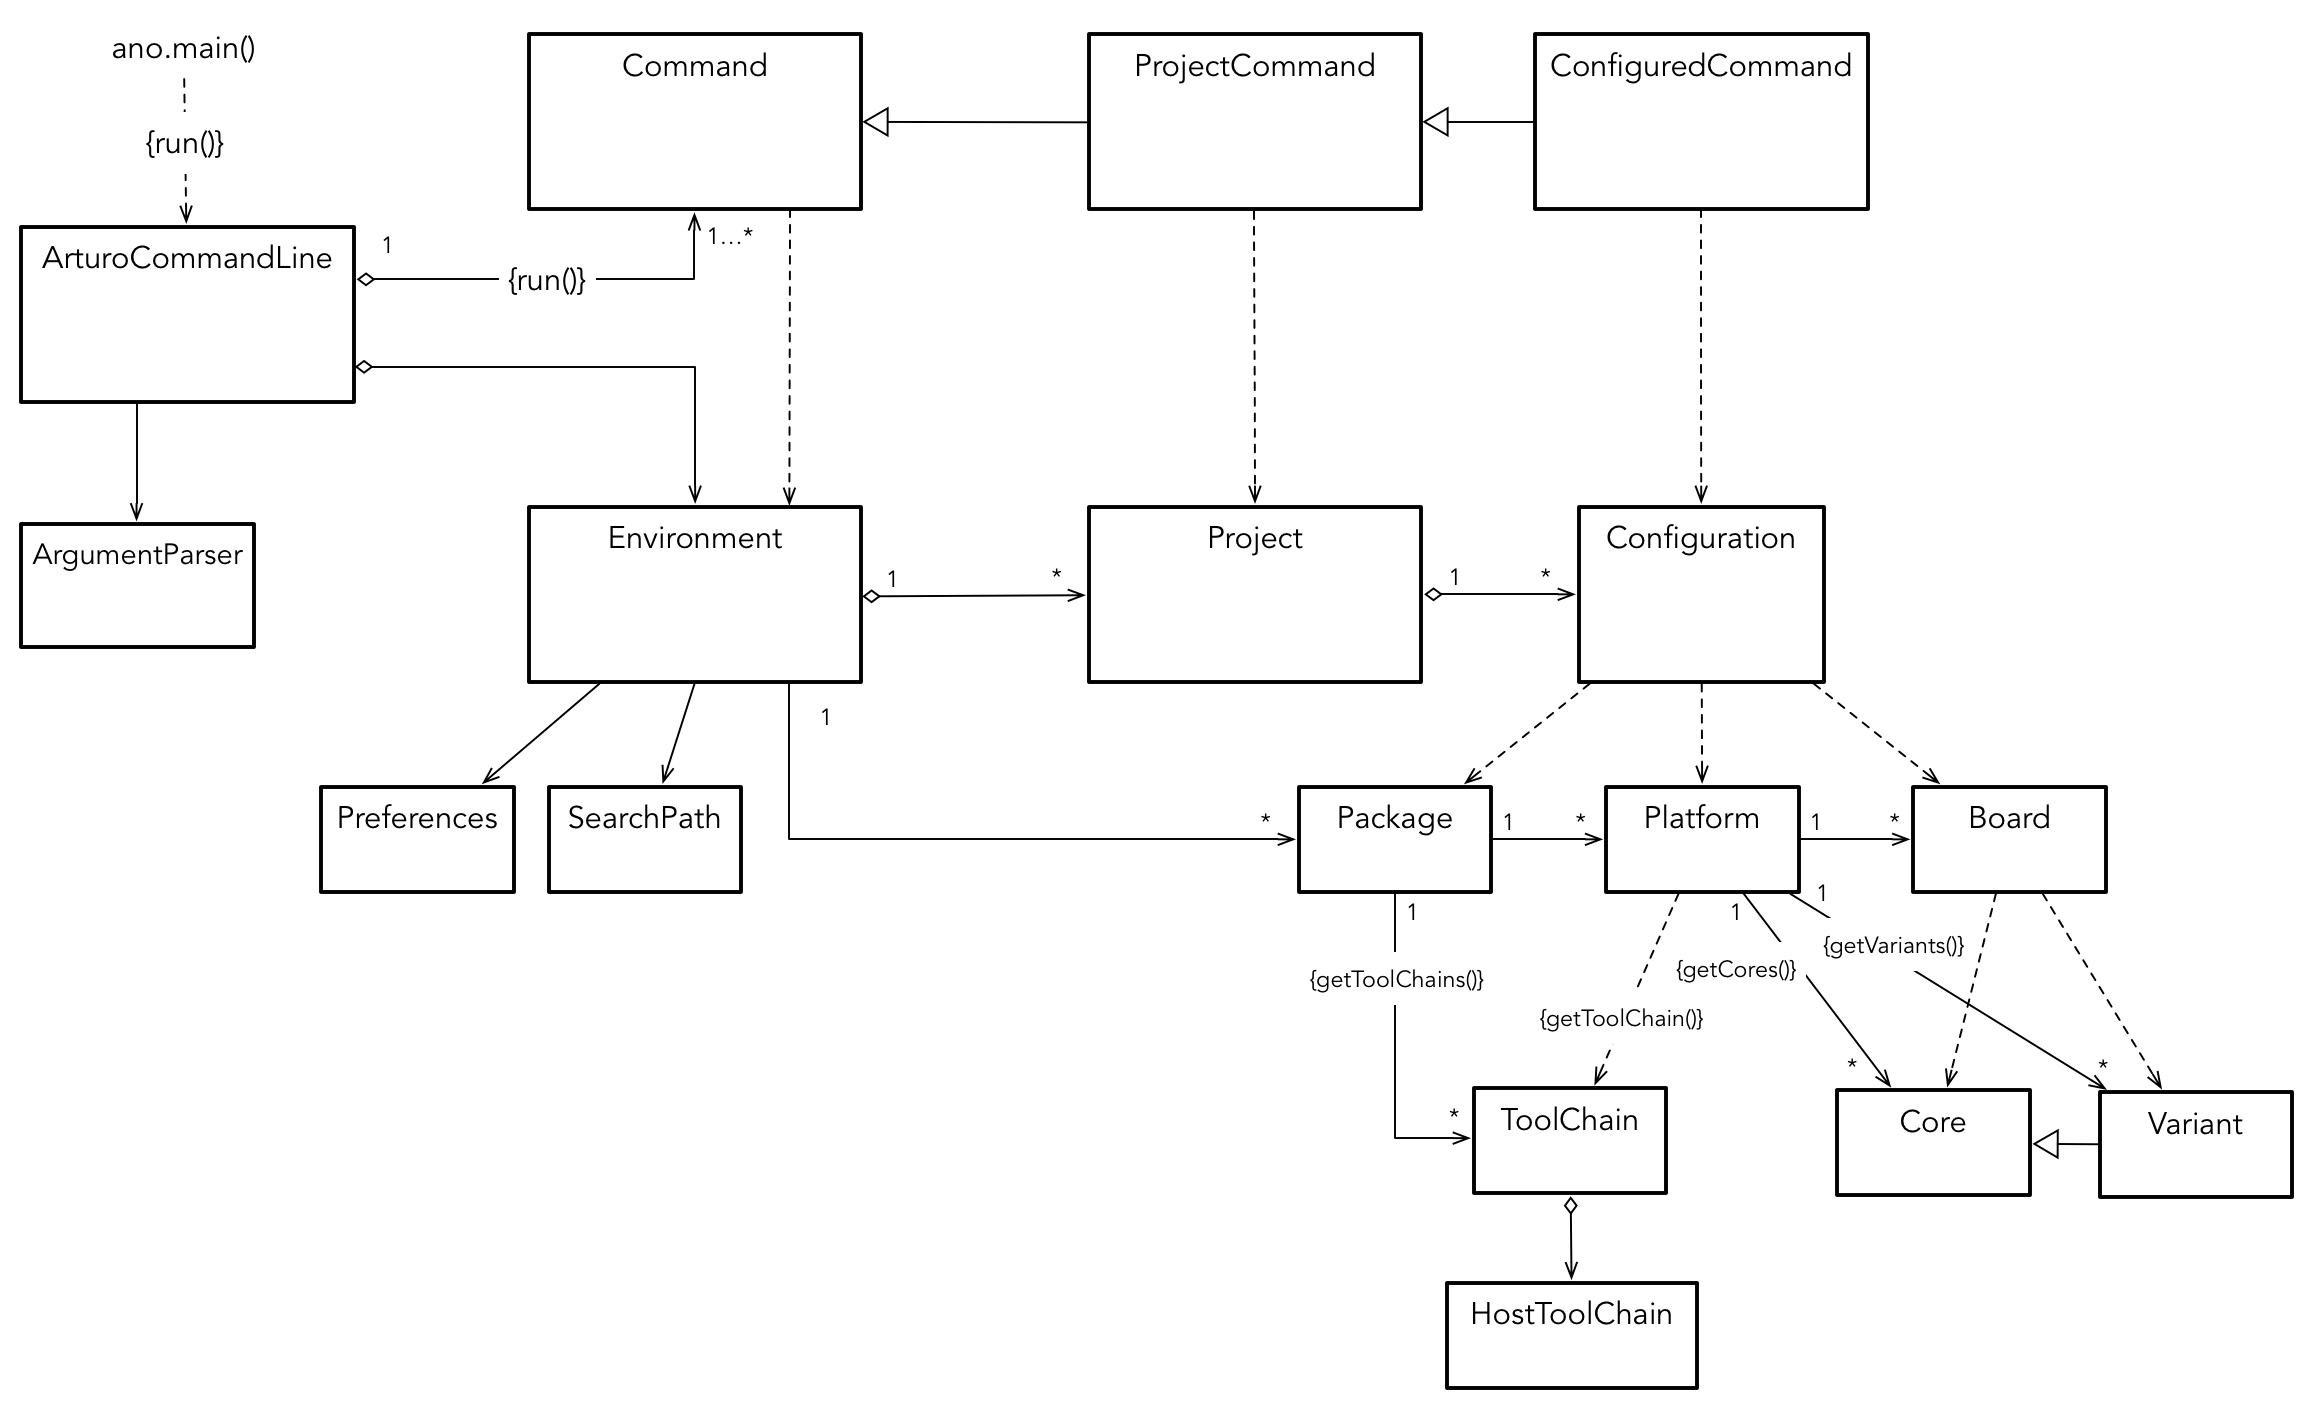 ano.main()
Command
ProjectCommand
ConfiguredCommand
{run()}
ArturoCommandLine
1
1...*
{run()}
ArgumentParser
Environment
Project
Configuration
1
*
1
*
1
Preferences
SearchPath
*
Package
1
*
Platform
1
*
Board
1
1
1
{getVariants()}
{getCores()}
{getToolChains()}
{getToolChain()}
*
*
*
ToolChain
Core
Variant
HostToolChain